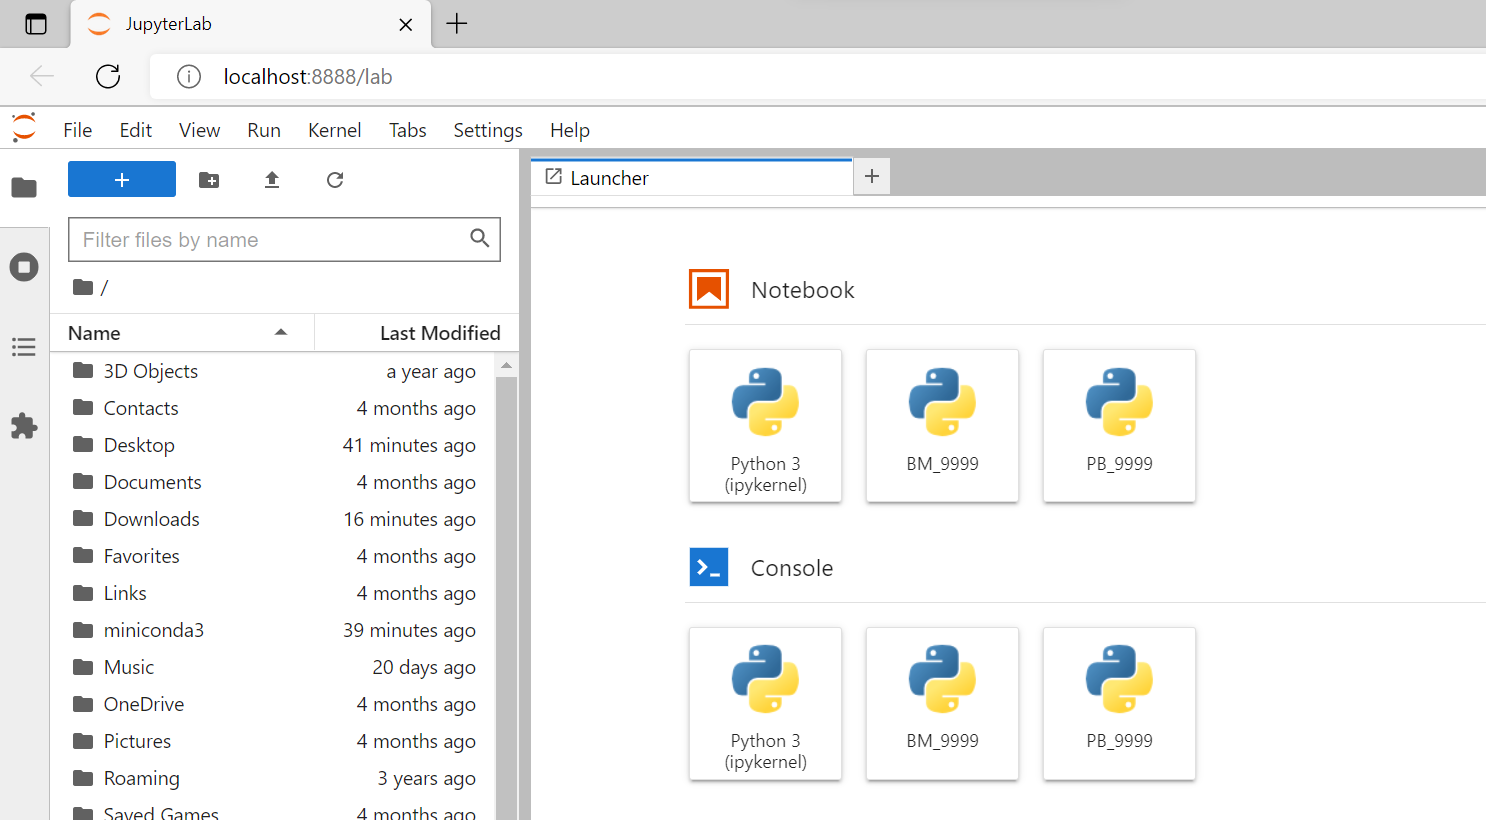 JupyterLab
localhost:8888/lab
File Edit View Run Kernel Tabs Settings Help
Launcher
Filter files by name
/
Name Last Modified
3D Objects a year ago
Contacts 4 months ago
Desktop 41 minutes ago
Documents 4 months ago
Downloads 16 minutes ago
Favorites 4 months ago
Links 4 months ago
miniconda3 39 minutes ago
Music 20 days ago
OneDrive 4 months ago
Pictures 4 months ago
Roaming 3 years ago
Saved Games 4 months ago
Notebook
Python 3
(ipykernel)
BM_9999
PB_9999
Console
Python 3
(ipykernel)
BM_9999
PB_9999